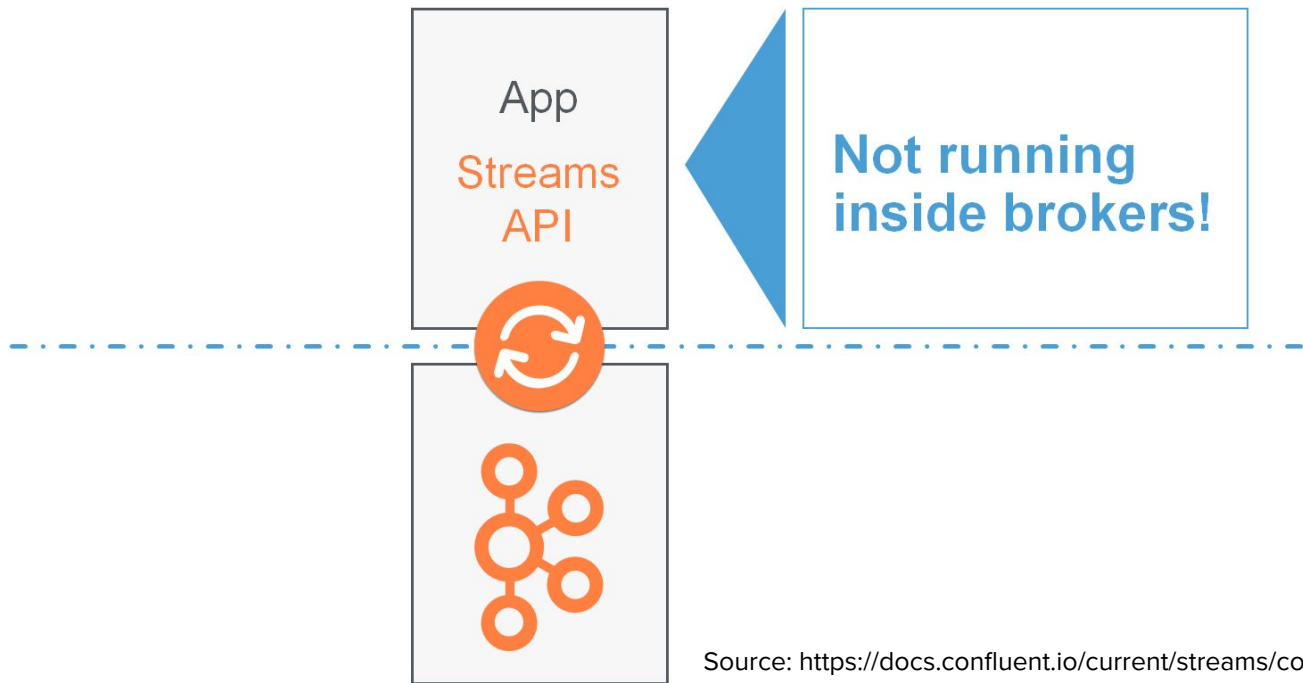 App
Streams
API
Not running
inside brokers!
Source: https://docs.confluent.io/current/streams/co